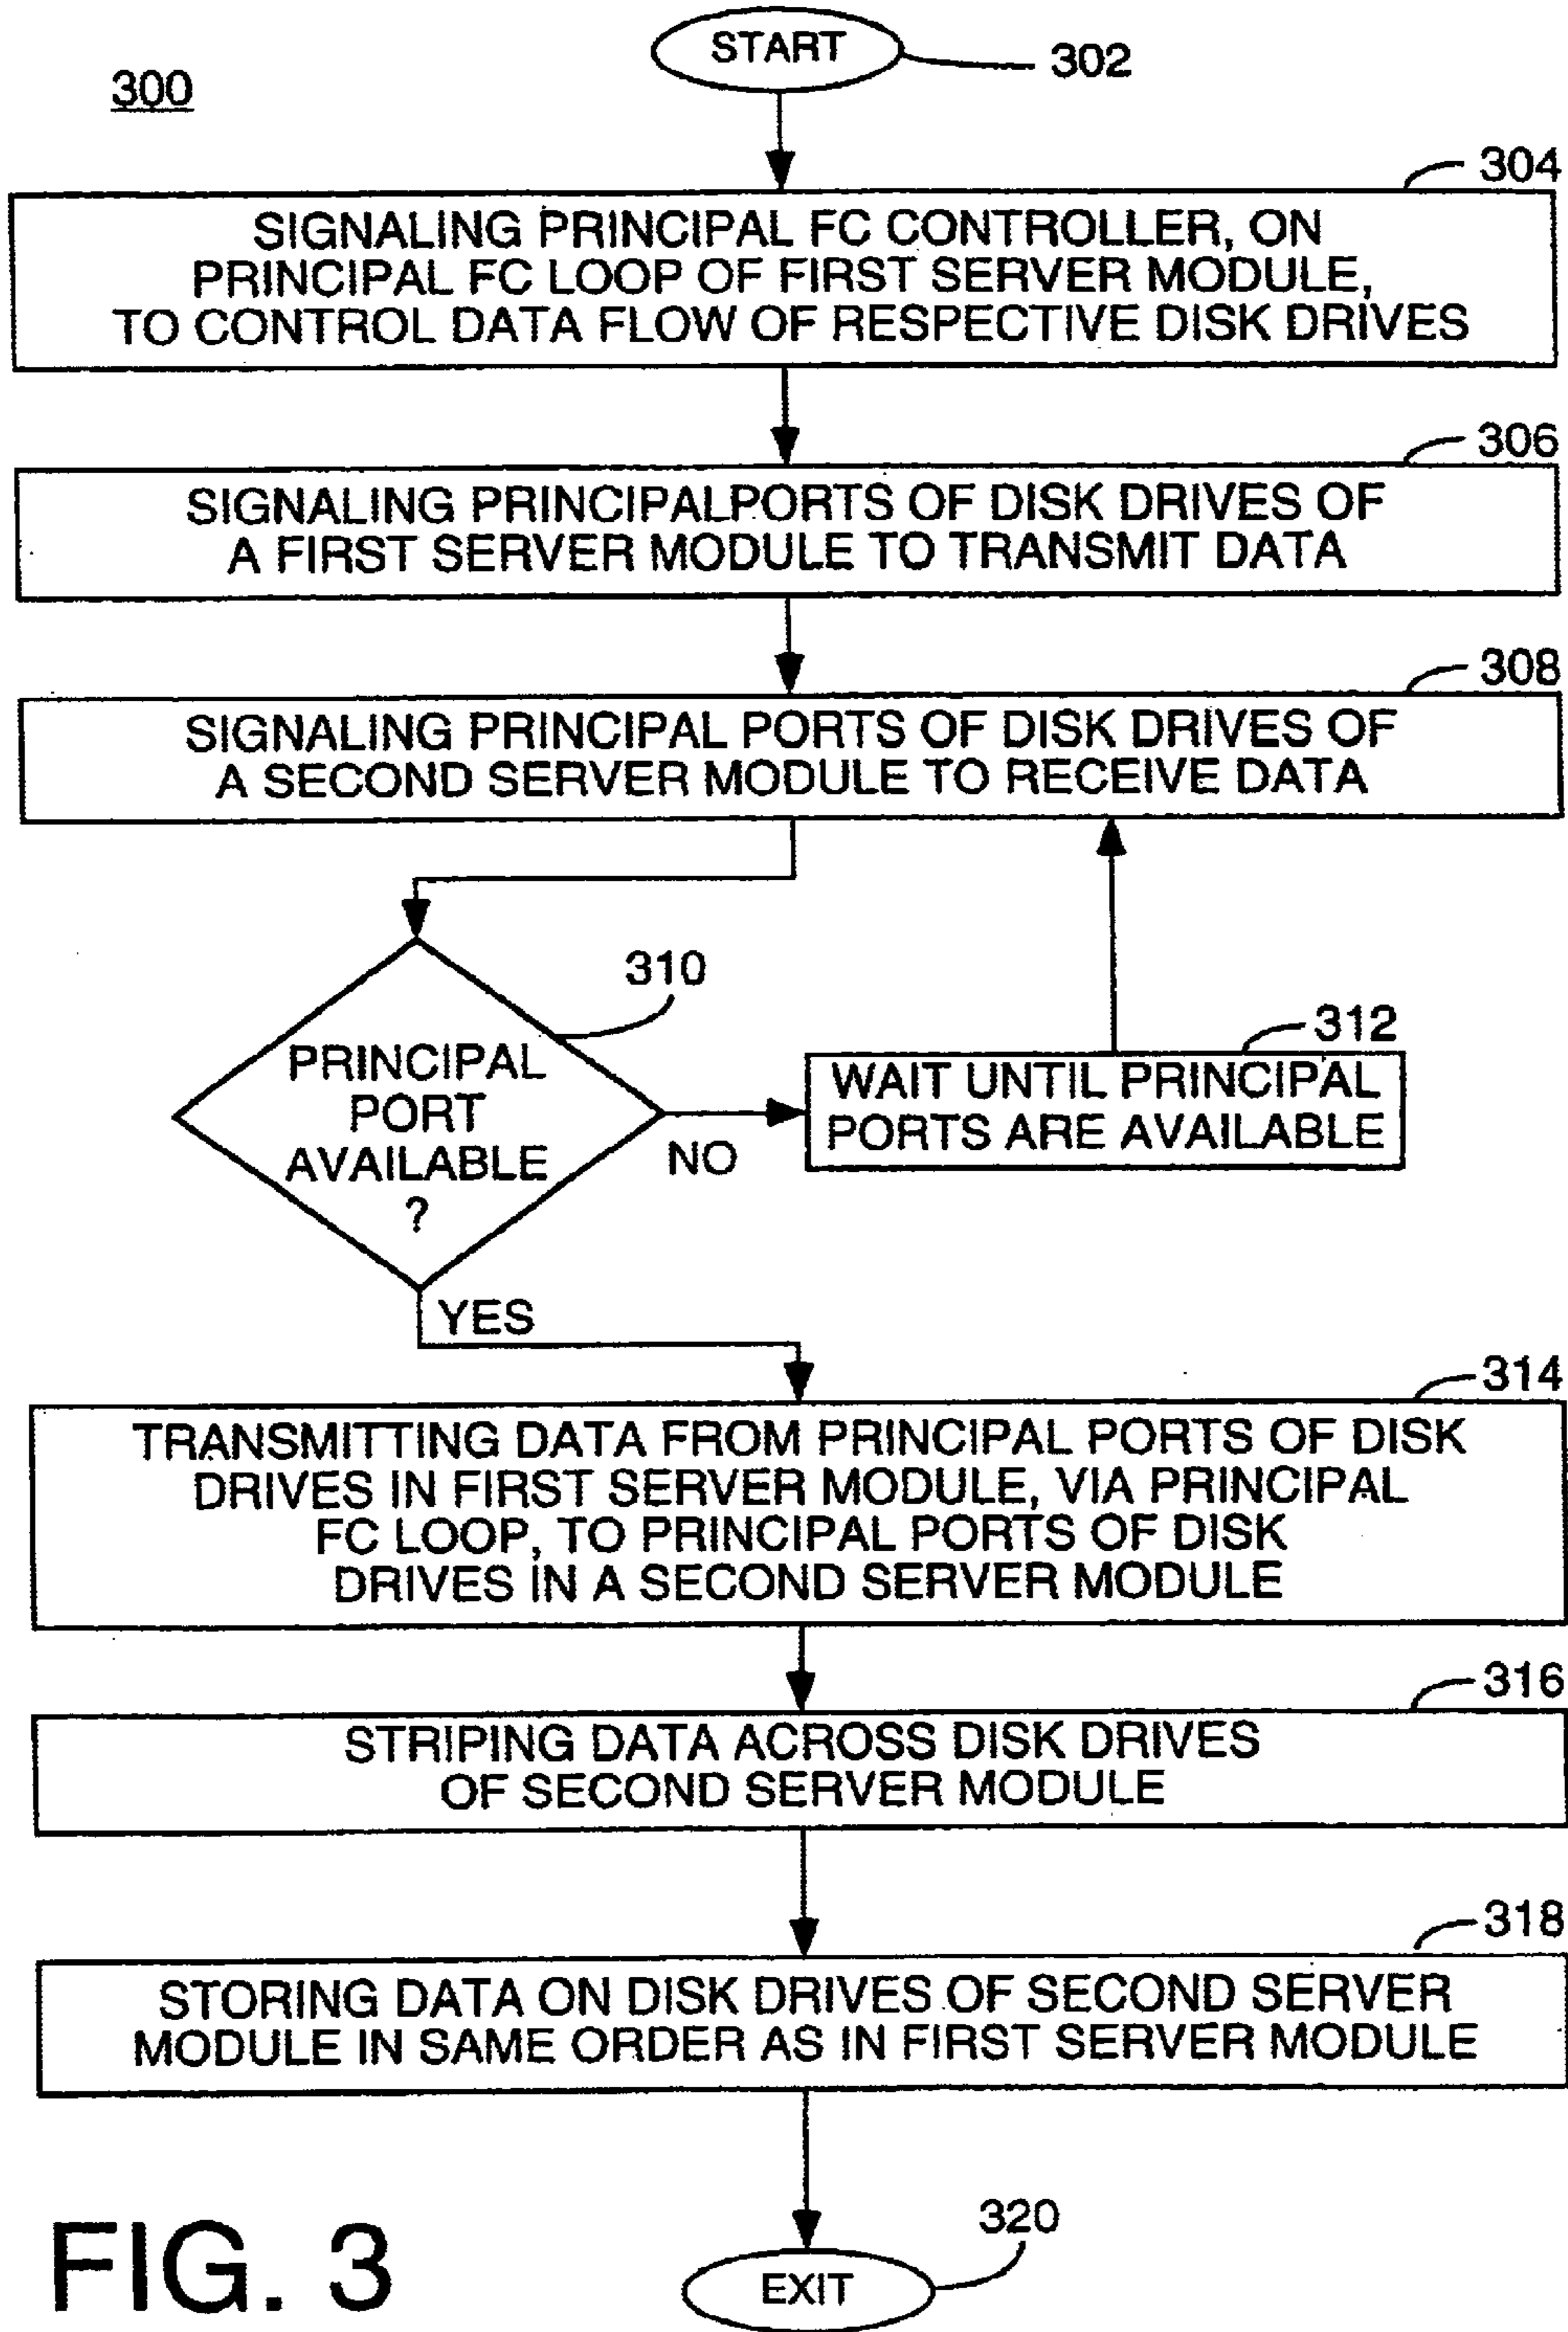 START
302
300
304
SIGNALING PRINCIPAL FC CONTROLLER, ON
PRINCIPAL FC LOOP OF FIRST SERVER MODULE,
TO CONTROL DATA FLOW OF RESPECTIVE DISK DRIVES
306
SIGNALING PRINCIPALPORTS OF DISK DRIVES OF
A FIRST SERVER MODULE TO TRANSMIT DATA
308
SIGNALING PRINCIPAL PORTS OF DISK DRIVES OF
A SECOND SERVER MODULE TO RECEIVE DATA
310
PRINCIPAL
PORT
AVAILABLE
?
NO
312
WAIT UNTIL PRINCIPAL
PORTS ARE AVAILABLE
YES
314
TRANSMITTING DATA FROM PRINCIPAL PORTS OF DISK
DRIVES IN FIRST SERVER MODULE, VIA PRINCIPAL
FC LOOP, TO PRINCIPAL PORTS OF DISK
DRIVES IN A SECOND SERVER MODULE
316
STRIPING DATA ACROSS DISK DRIVES
OF SECOND SERVER MODULE
318
STORING DATA ON DISK DRIVES OF SECOND SERVER
MODULE IN SAME ORDER AS IN FIRST SERVER MODULE
320
EXIT
FIG. 3